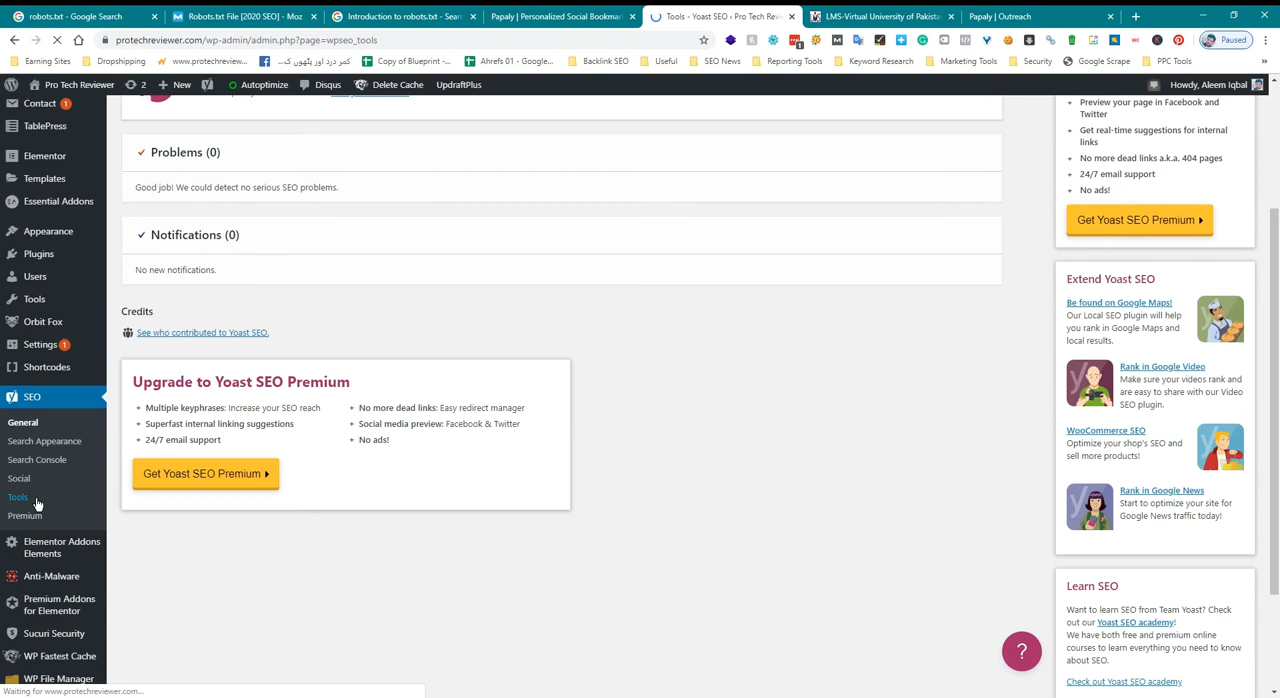 robots.txt - Google Search
Robots.txt File [2020 SEO] - Moz
Introduction to robots.txt - Searc
Papaly | Personalized Social Bookmar
Tools - Yoast SEO ‹ Pro Tech Revie
LMS-Virtual University of Pakista
Papaly | Outreach
protechreviewer.com/wp-admin/admin.php?page=wpseo_tools
Paused
Earning Sites
Dropshipping
www.protechreview...
کمر درد اور پٹھوں ک...
Copy of Blueprint -...
Ahrefs 01 - Google...
Backlink SEO
Useful
SEO News
Reporting Tools
Keyword Research
Marketing Tools
Security
Google Scrape
PPC Tools
Pro Tech Reviewer
2
New
Autoptimize
Disqus
Delete Cache
UpdraftPlus
Howdy, Aleem Iqbal
Contact 1
TablePress
Elementor
Templates
Essential Addons
Appearance
Plugins
Users
Tools
Orbit Fox
Settings 1
Shortcodes
SEO
General
Search Appearance
Search Console
Social
Tools
Premium
Elementor Addons
Elements
Anti-Malware
Premium Addons
for Elementor
Sucuri Security
WP Fastest Cache
WP File Manager
Waiting for www.protechreviewer.com...
Problems (0)
Good job! We could detect no serious SEO problems.
Notifications (0)
No new notifications.
Credits
See who contributed to Yoast SEO.
Upgrade to Yoast SEO Premium
+ Multiple keyphrases: Increase your SEO reach
+ Superfast internal linking suggestions
+ 24/7 email support
+ No more dead links: Easy redirect manager
+ Social media preview: Facebook & Twitter
+ No ads!
Get Yoast SEO Premium
+ Preview your page in Facebook and
Twitter
+ Get real-time suggestions for internal
links
+ No more dead links a.k.a. 404 pages
+ 24/7 email support
+ No ads!
Get Yoast SEO Premium
Extend Yoast SEO
Be found on Google Maps!
Our Local SEO plugin will help
you rank in Google Maps and
local results.
Rank in Google Video
Make sure your videos rank and
are easy to share with our Video
SEO plugin.
WooCommerce SEO
Optimize your shop's SEO and
sell more products!
Rank in Google News
Start to optimize your site for
Google News traffic today!
Learn SEO
Want to learn SEO from Team Yoast? Check
out our Yoast SEO academy!
We have both free and premium online
courses to learn everything you need to know
about SEO.
Check out Yoast SEO academy
?